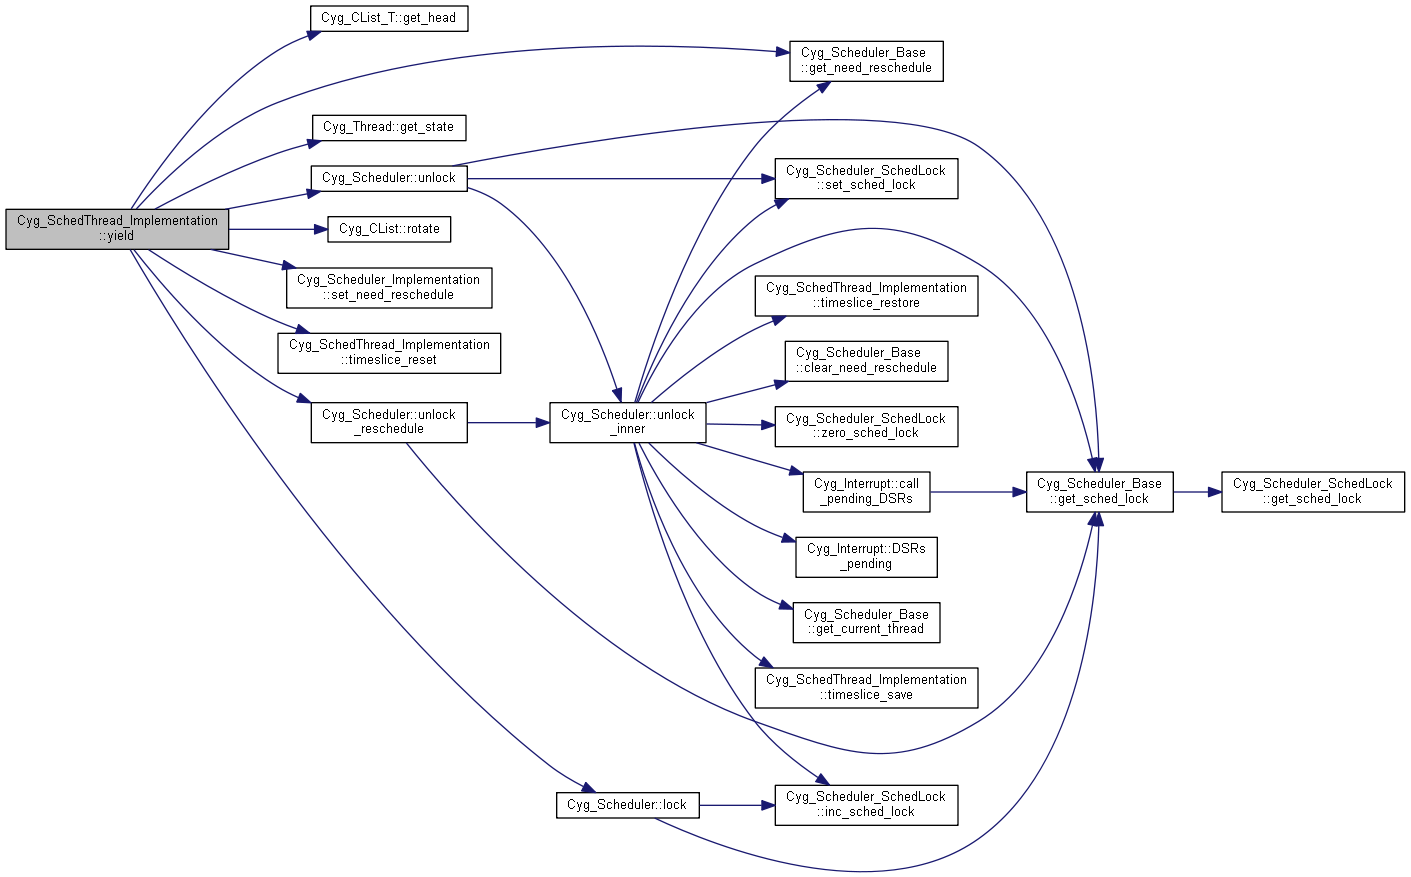 Cyg_CList_T::get_head
Cyg_Scheduler_Base
::get_need_reschedule
Cyg_Thread::get_state
Cyg_Scheduler::unlock
Cyg_Scheduler_SchedLock
::set_sched_lock
Cyg_SchedThread_Implementation
::yield
Cyg_CList::rotate
Cyg_Scheduler_Implementation
::set_need_reschedule
Cyg_SchedThread_Implementation
::timeslice_restore
Cyg_SchedThread_Implementation
::timeslice_reset
Cyg_Scheduler_Base
::clear_need_reschedule
Cyg_Scheduler::unlock
_reschedule
Cyg_Scheduler::unlock
_inner
Cyg_Scheduler_SchedLock
::zero_sched_lock
Cyg_Interrupt::call
_pending_DSRs
Cyg_Scheduler_Base
::get_sched_lock
Cyg_Scheduler_SchedLock
::get_sched_lock
Cyg_Interrupt::DSRs
_pending
Cyg_Scheduler_Base
::get_current_thread
Cyg_SchedThread_Implementation
::timeslice_save
Cyg_Scheduler::lock
Cyg_Scheduler_SchedLock
::inc_sched_lock